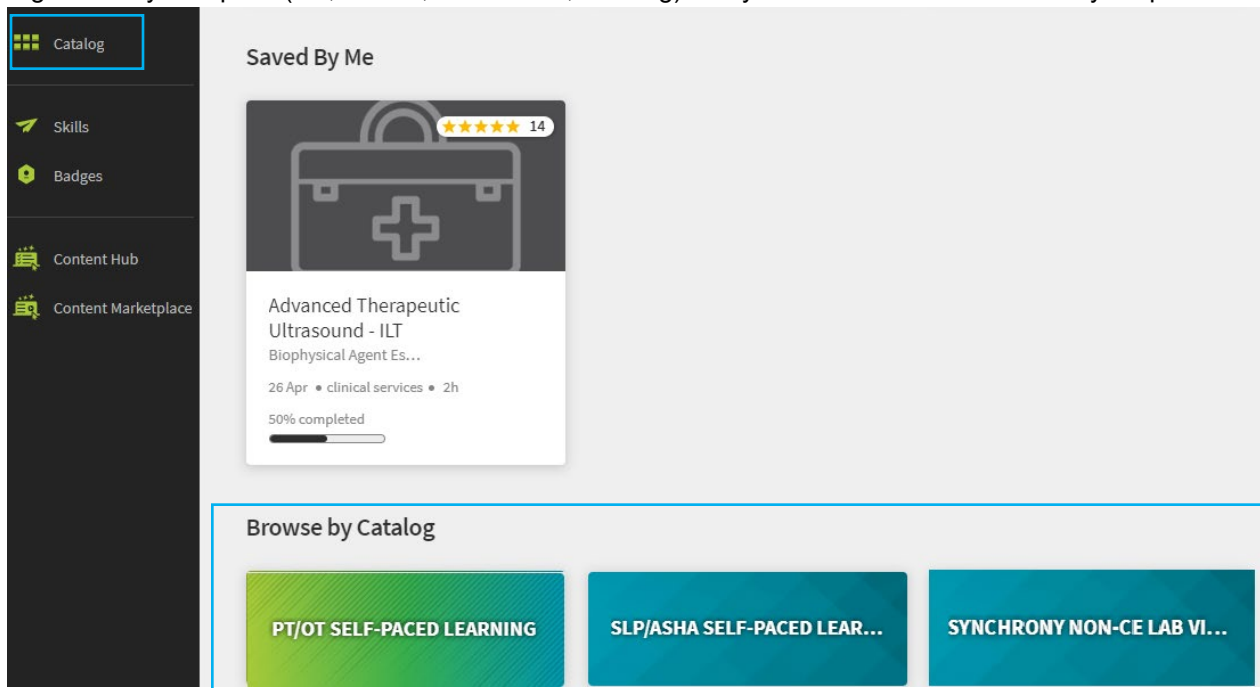 Catalog
Skills
Badges
Content Hub
Content Marketplace
Saved By Me
14
Advanced Therapeutic
Ultrasound - ILT
Biophysical Agent Es...
26 Apr • clinical services • 2h
50% completed
Browse by Catalog
PT/OT SELF-PACED LEARNING
SLP/ASHA SELF-PACED LEAR...
SYNCHRONY NON-CE LAB VI...